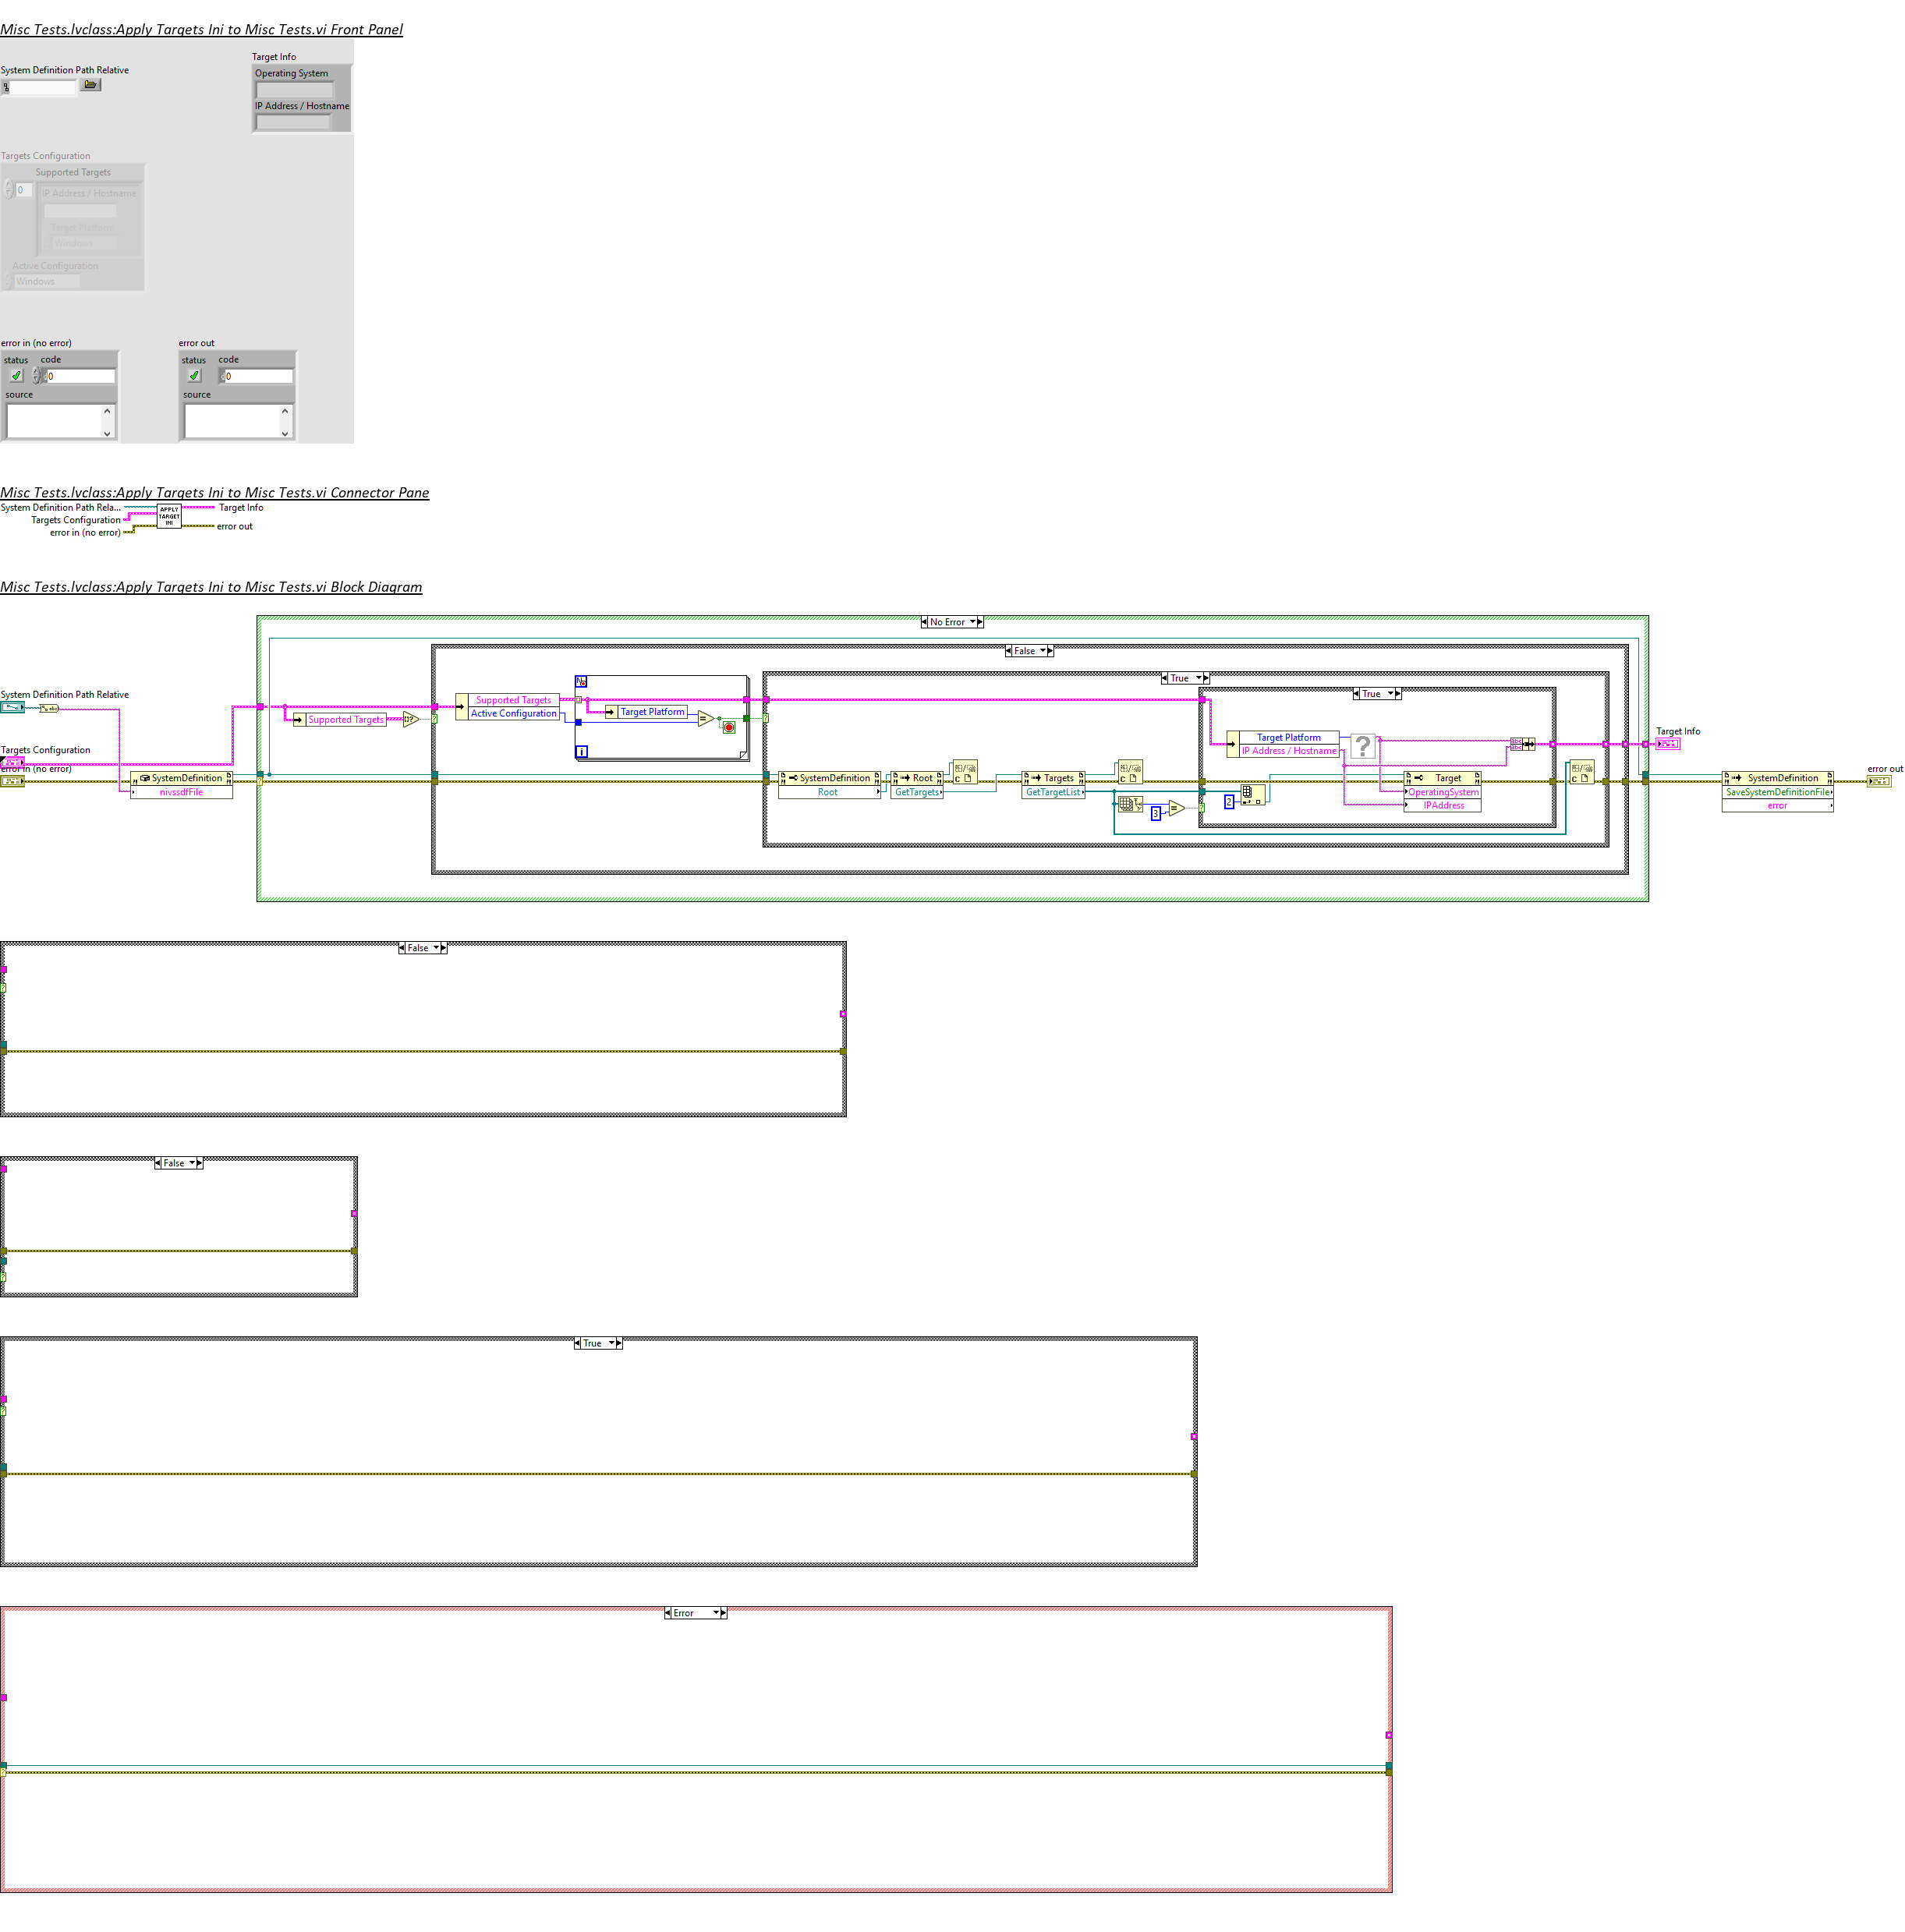 Misc Tests.lvclass:Apply Targets Ini to Misc Tests.vi Front Panel
Target Info
System Definition Path Relative
Operating System
IP Address / Hostname
Targets Configuration
Supported Targets
0
IP Address / Hostname
Target Platform
Windows
Active Configuration
Windows
error in (no error)
error out
status code
status code
0
0
source
source
Misc Tests.lvclass:Apply Targets Ini to Misc Tests.vi Connector Pane
System Definition Path Rela...
Targets Configuration
error in (no error)
APPLY
TARGET
INI
Target Info
error out
Misc Tests.lvclass:Apply Targets Ini to Misc Tests.vi Block Diagram
No Error
False
True
True
System Definition Path Relative
Supported Targets
Active Configuration
Supported Targets
Target Platform
N
i
Target Platform
IP Address / Hostname
?
Target Info
Targets Configuration
error in (no error)
SystemDefinition
nivssdfFile
SystemDefinition
Root
Root
GetTargets
Targets
GetTargetList
3
2
Target
OperatingSystem
IPAddress
SystemDefinition
SaveSystemDefinitionFile
error
error out
False
False
True
Error